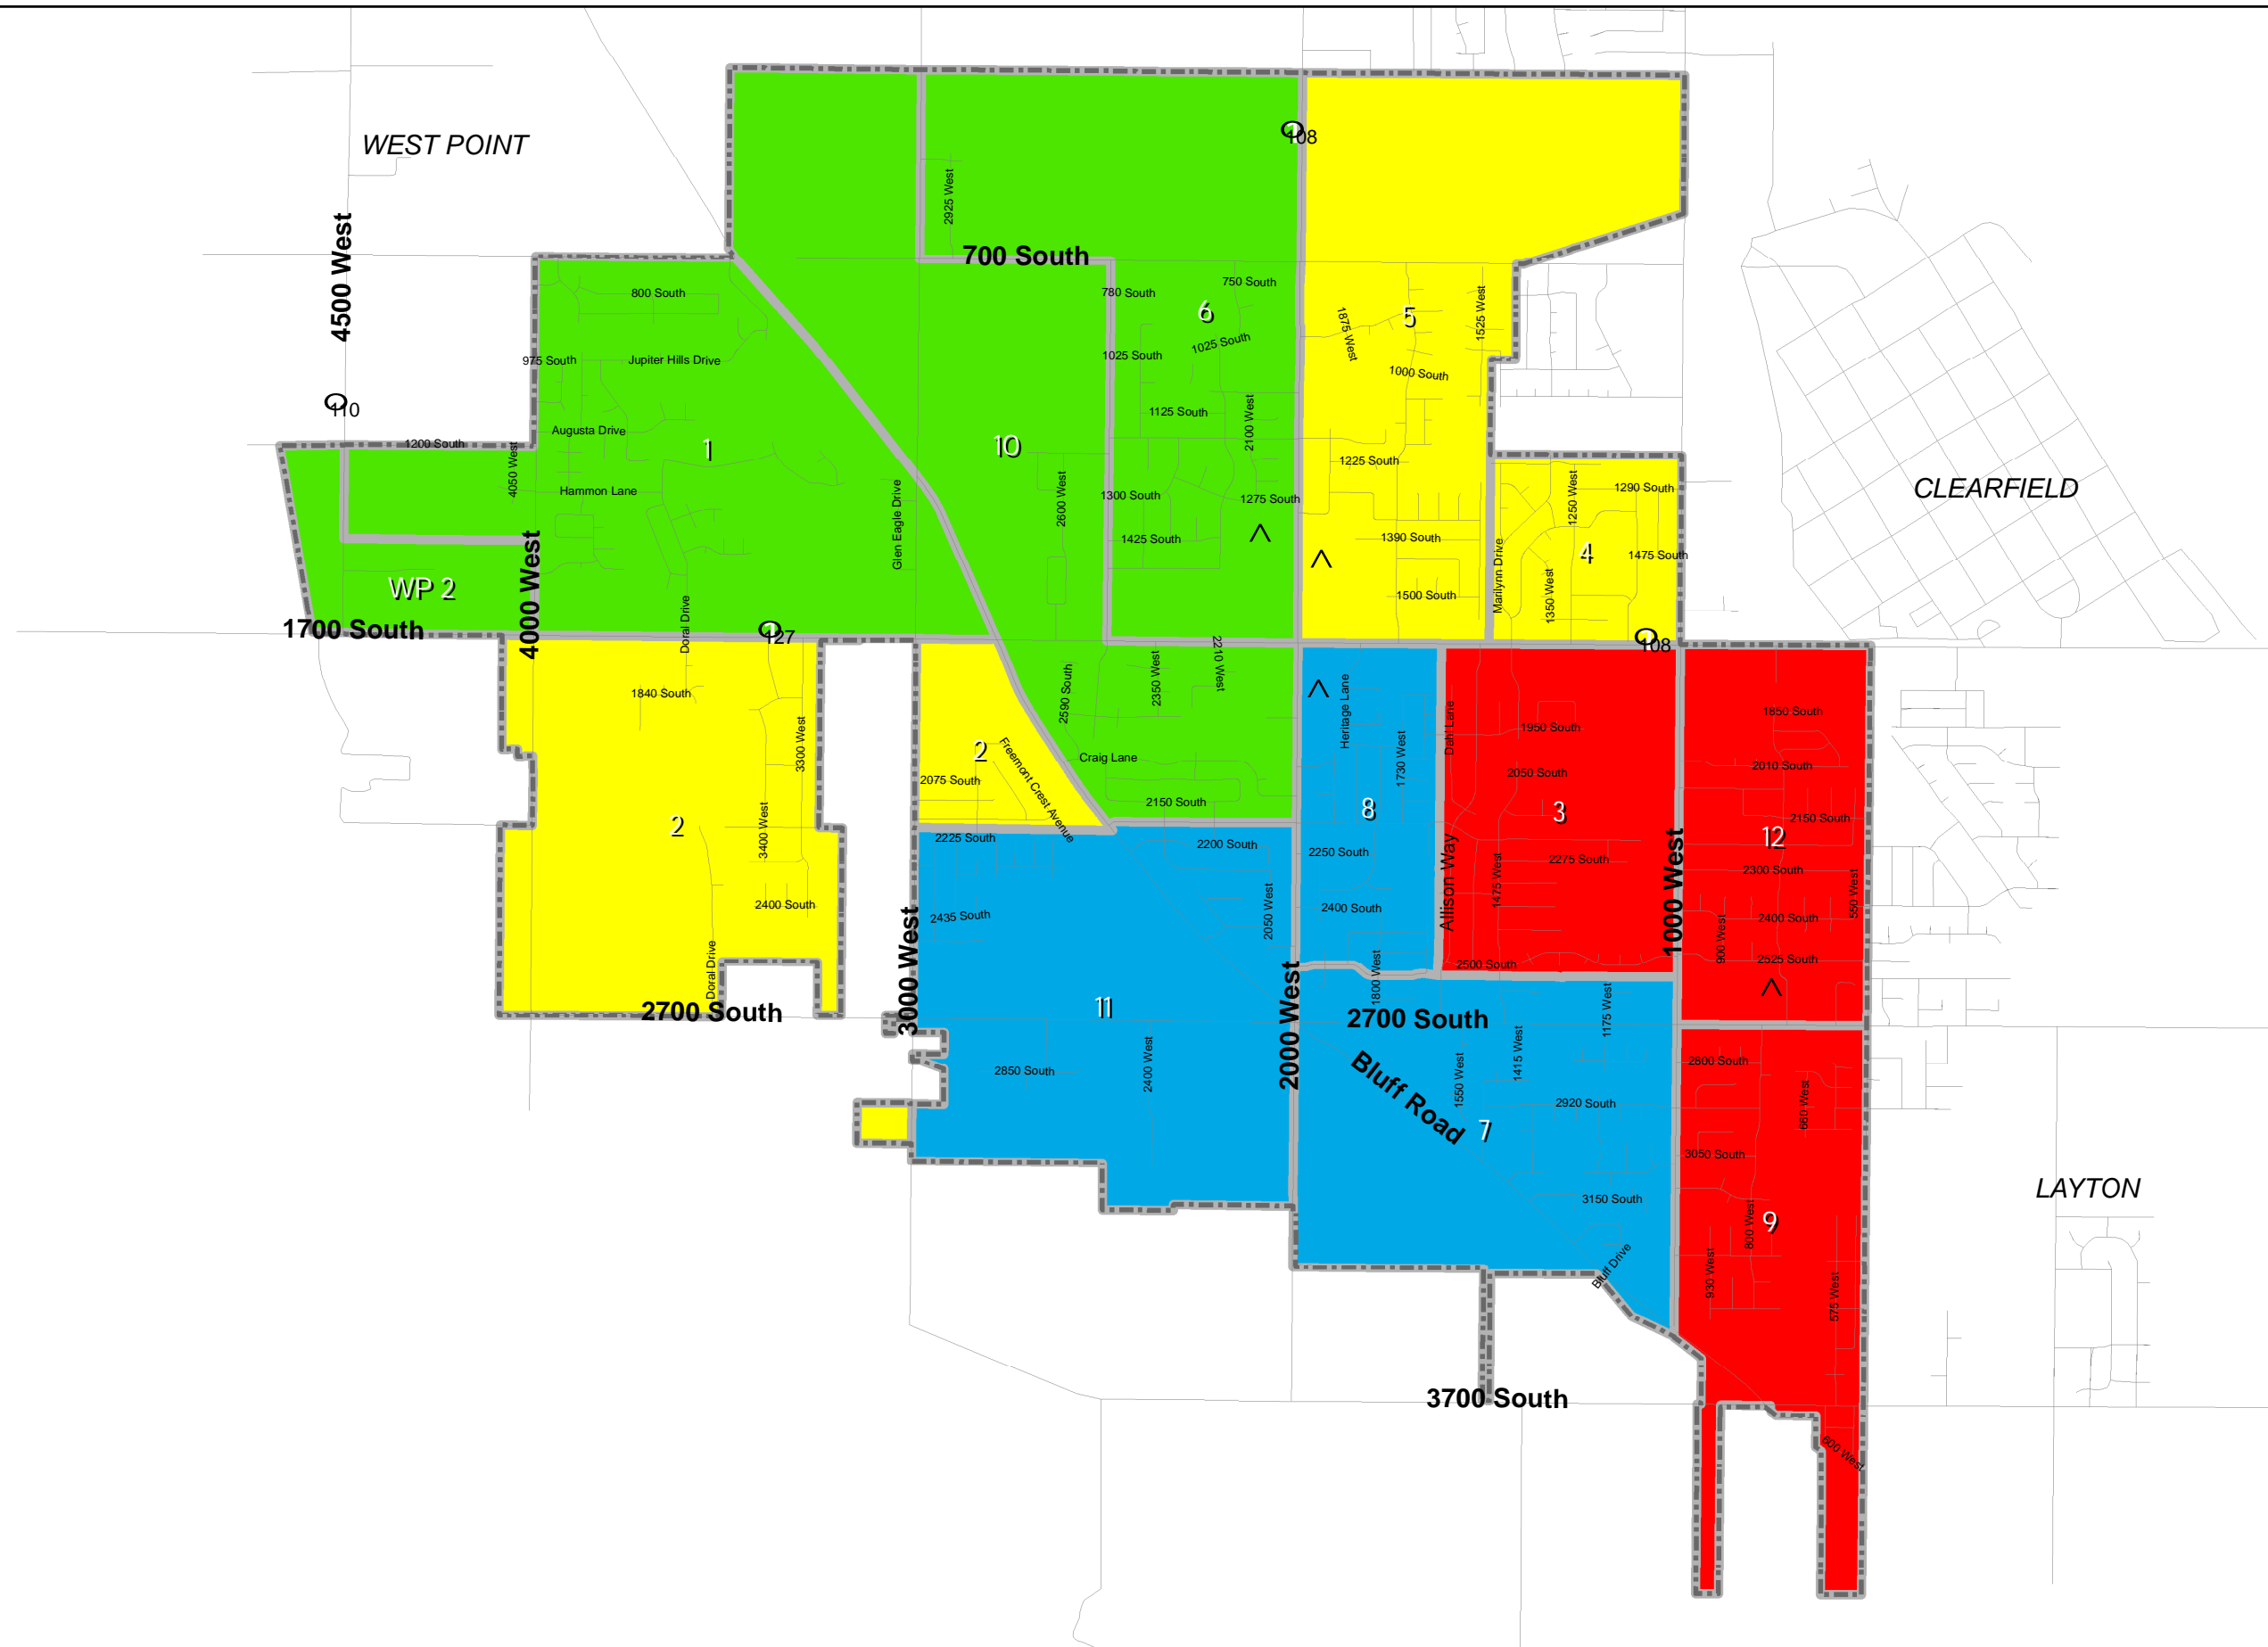 WEST POINT
108
2925 West
4500 West
700 South
750 South
780 South
800 South
6
5
1875 West
1525 West
1025 South
1025 South
975 South
Jupiter Hills Drive
1000 South
110
1125 South
2100 West
Augusta Drive
1200 South
1
10
1225 South
4050 West
Hammon Lane
Glen Eagle Drive
2600 West
1300 South
1275 South
1250 West
1290 South
CLEARFIELD
1425 South
1390 South
4
1475 South
Marilynn Drive
WP 2
4000 West
1500 South
1350 West
1700 South
Doral Drive
127
108
2210 West
2590 South
2350 West
1840 South
3300 West
Heritage Lane
Dahl Lane
1850 South
1950 South
2
Freemont Crest Avenue
Craig Lane
1730 West
2050 South
2010 South
2075 South
2150 South
8
3
2150 South
2
3400 West
2225 South
2200 South
2250 South
Allison Way
2275 South
1000 West
12
2300 South
2400 South
2435 South
2050 West
2400 South
1475 West
900 West
2400 South
550 West
Doral Drive
3000 West
2500 South
2525 South
2700 South
11
2000 West
1800 West
2700 South
1175 West
2850 South
2400 West
Bluff Road
1550 West
1415 West
2800 South
2920 South
660 West
7
3050 South
3150 South
LAYTON
800 West
9
Bluff Drive
930 West
575 West
3700 South
600 West